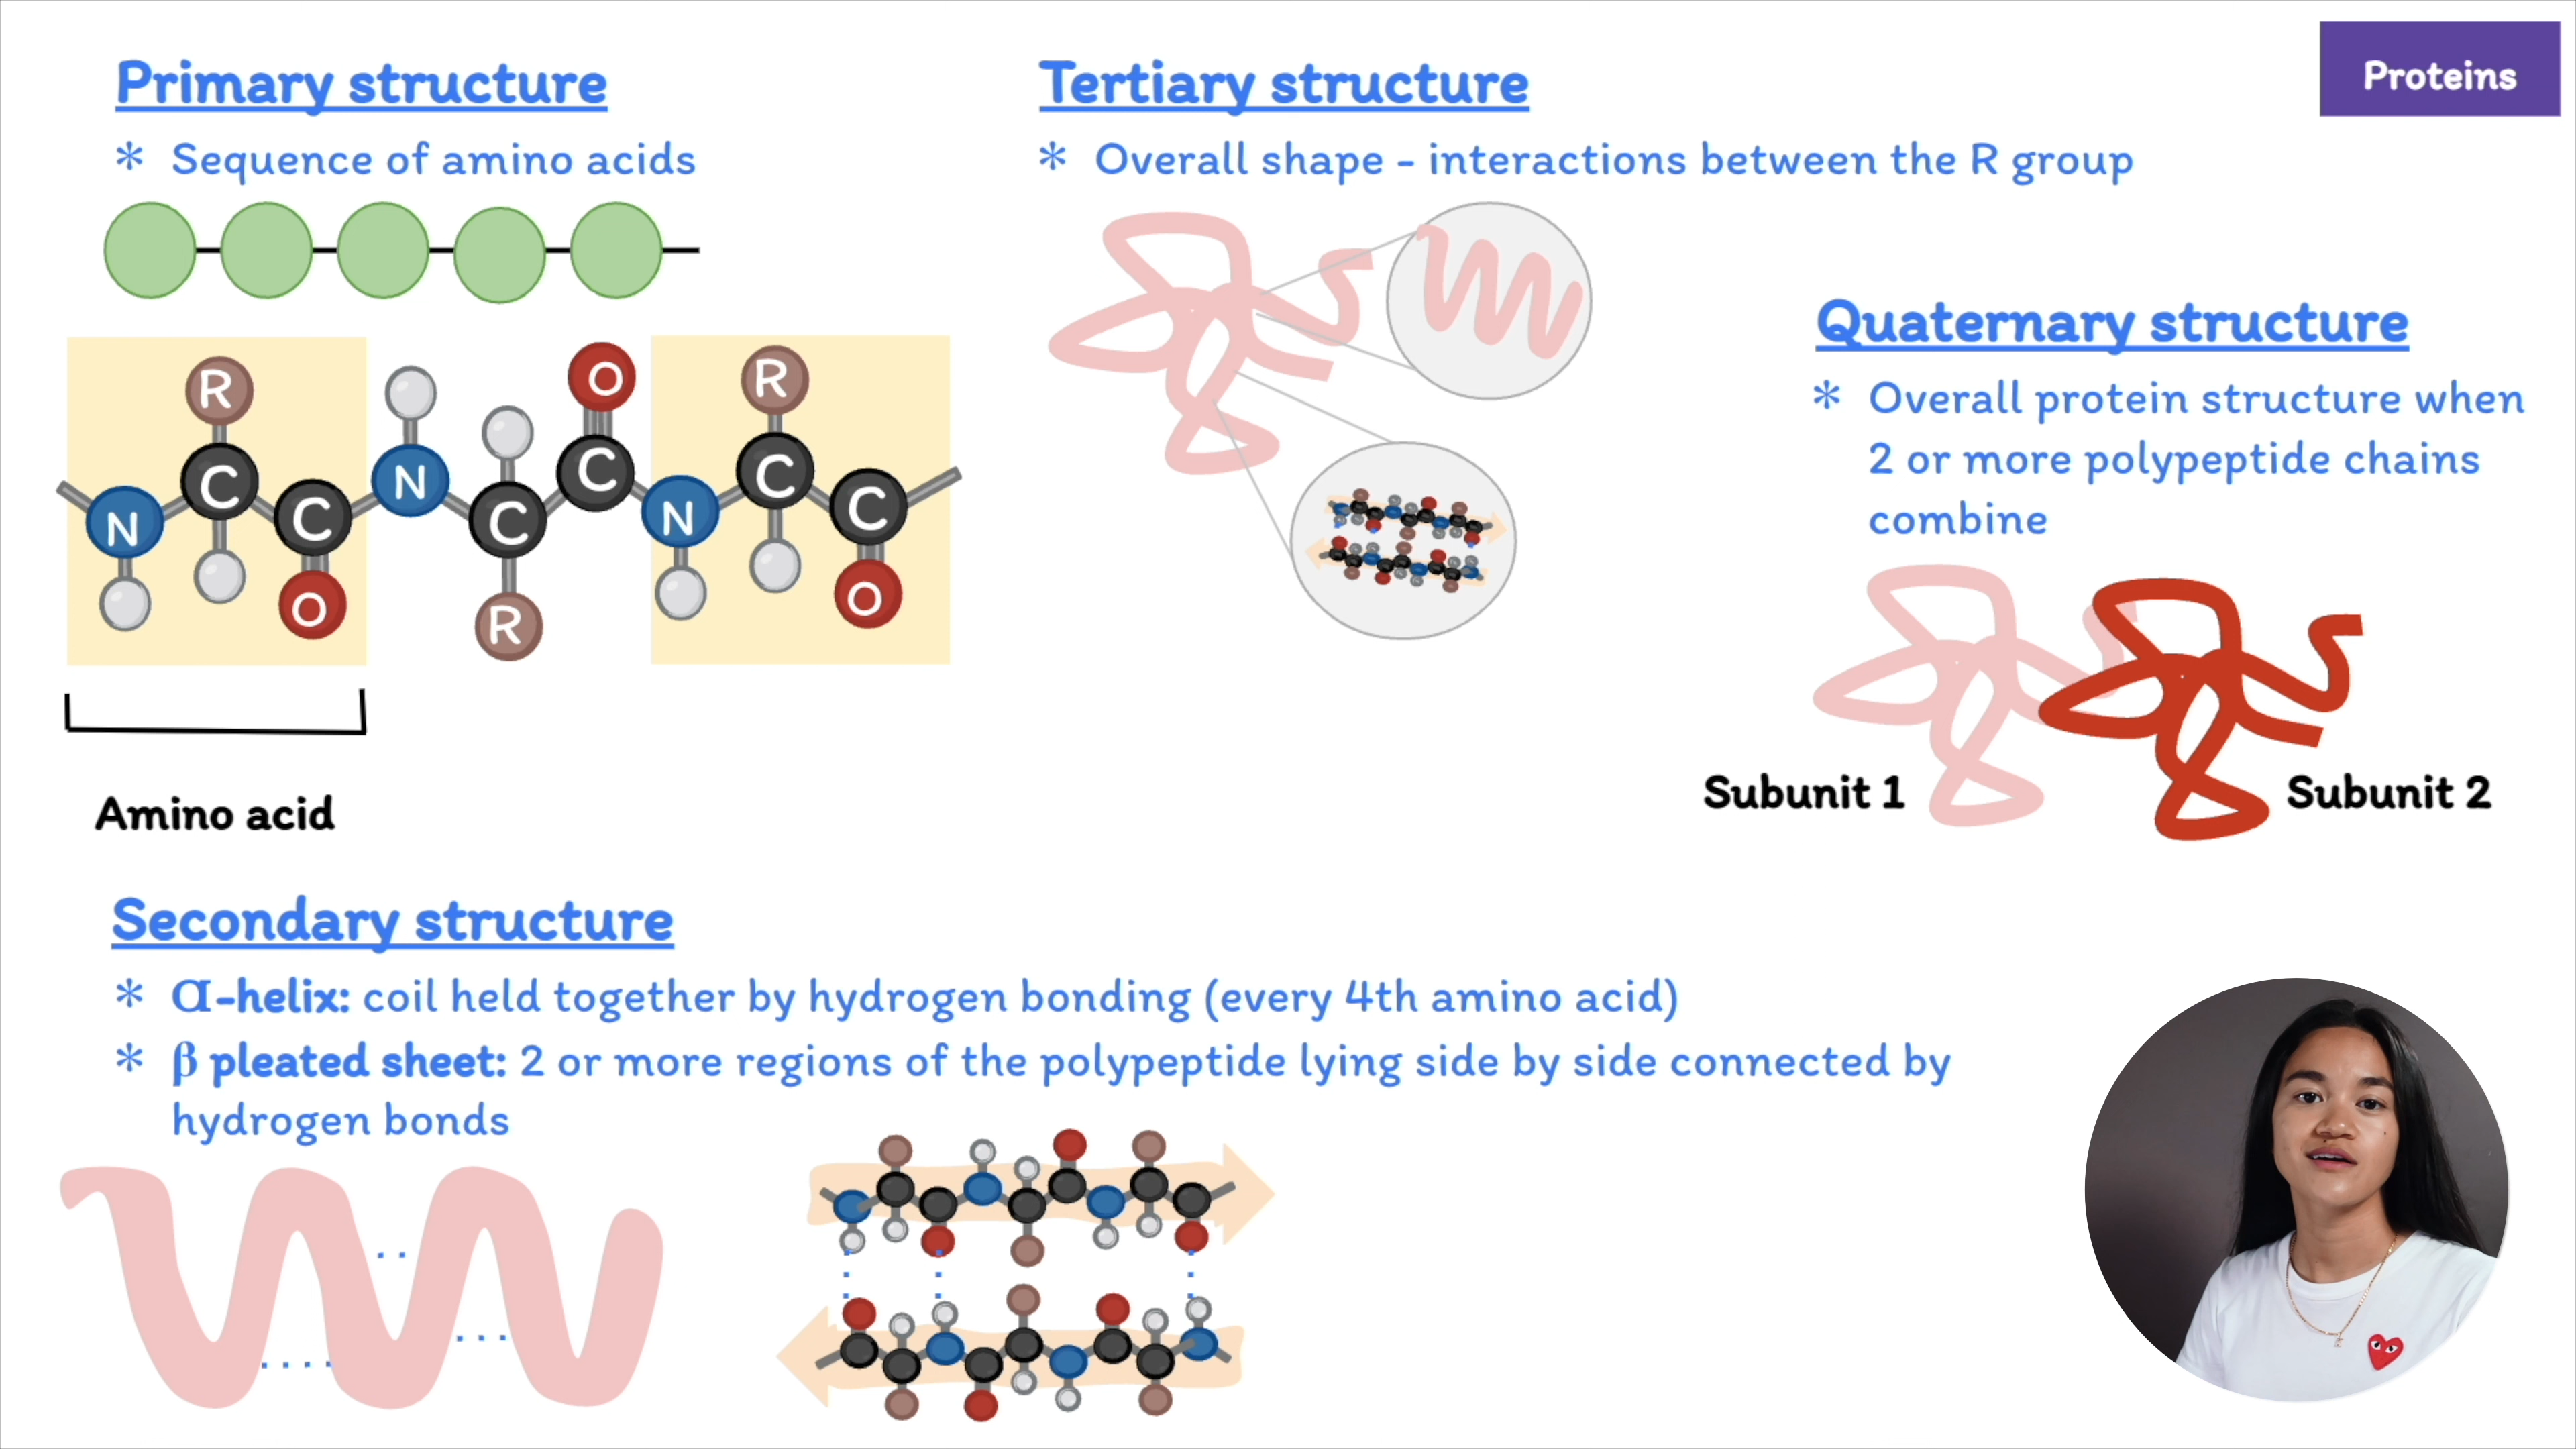 Proteins
Primary structure
* Sequence of amino acids
R
O
R
N
C
C
N
C
C
N
C
C
O
R
O
Amino acid
Secondary structure
* α-helix: coil held together by hydrogen bonding (every 4th amino acid)
* β pleated sheet: 2 or more regions of the polypeptide lying side by side connected by
hydrogen bonds
Tertiary structure
* Overall shape - interactions between the R group
Quaternary structure
* Overall protein structure when
2 or more polypeptide chains
combine
Subunit 1
Subunit 2